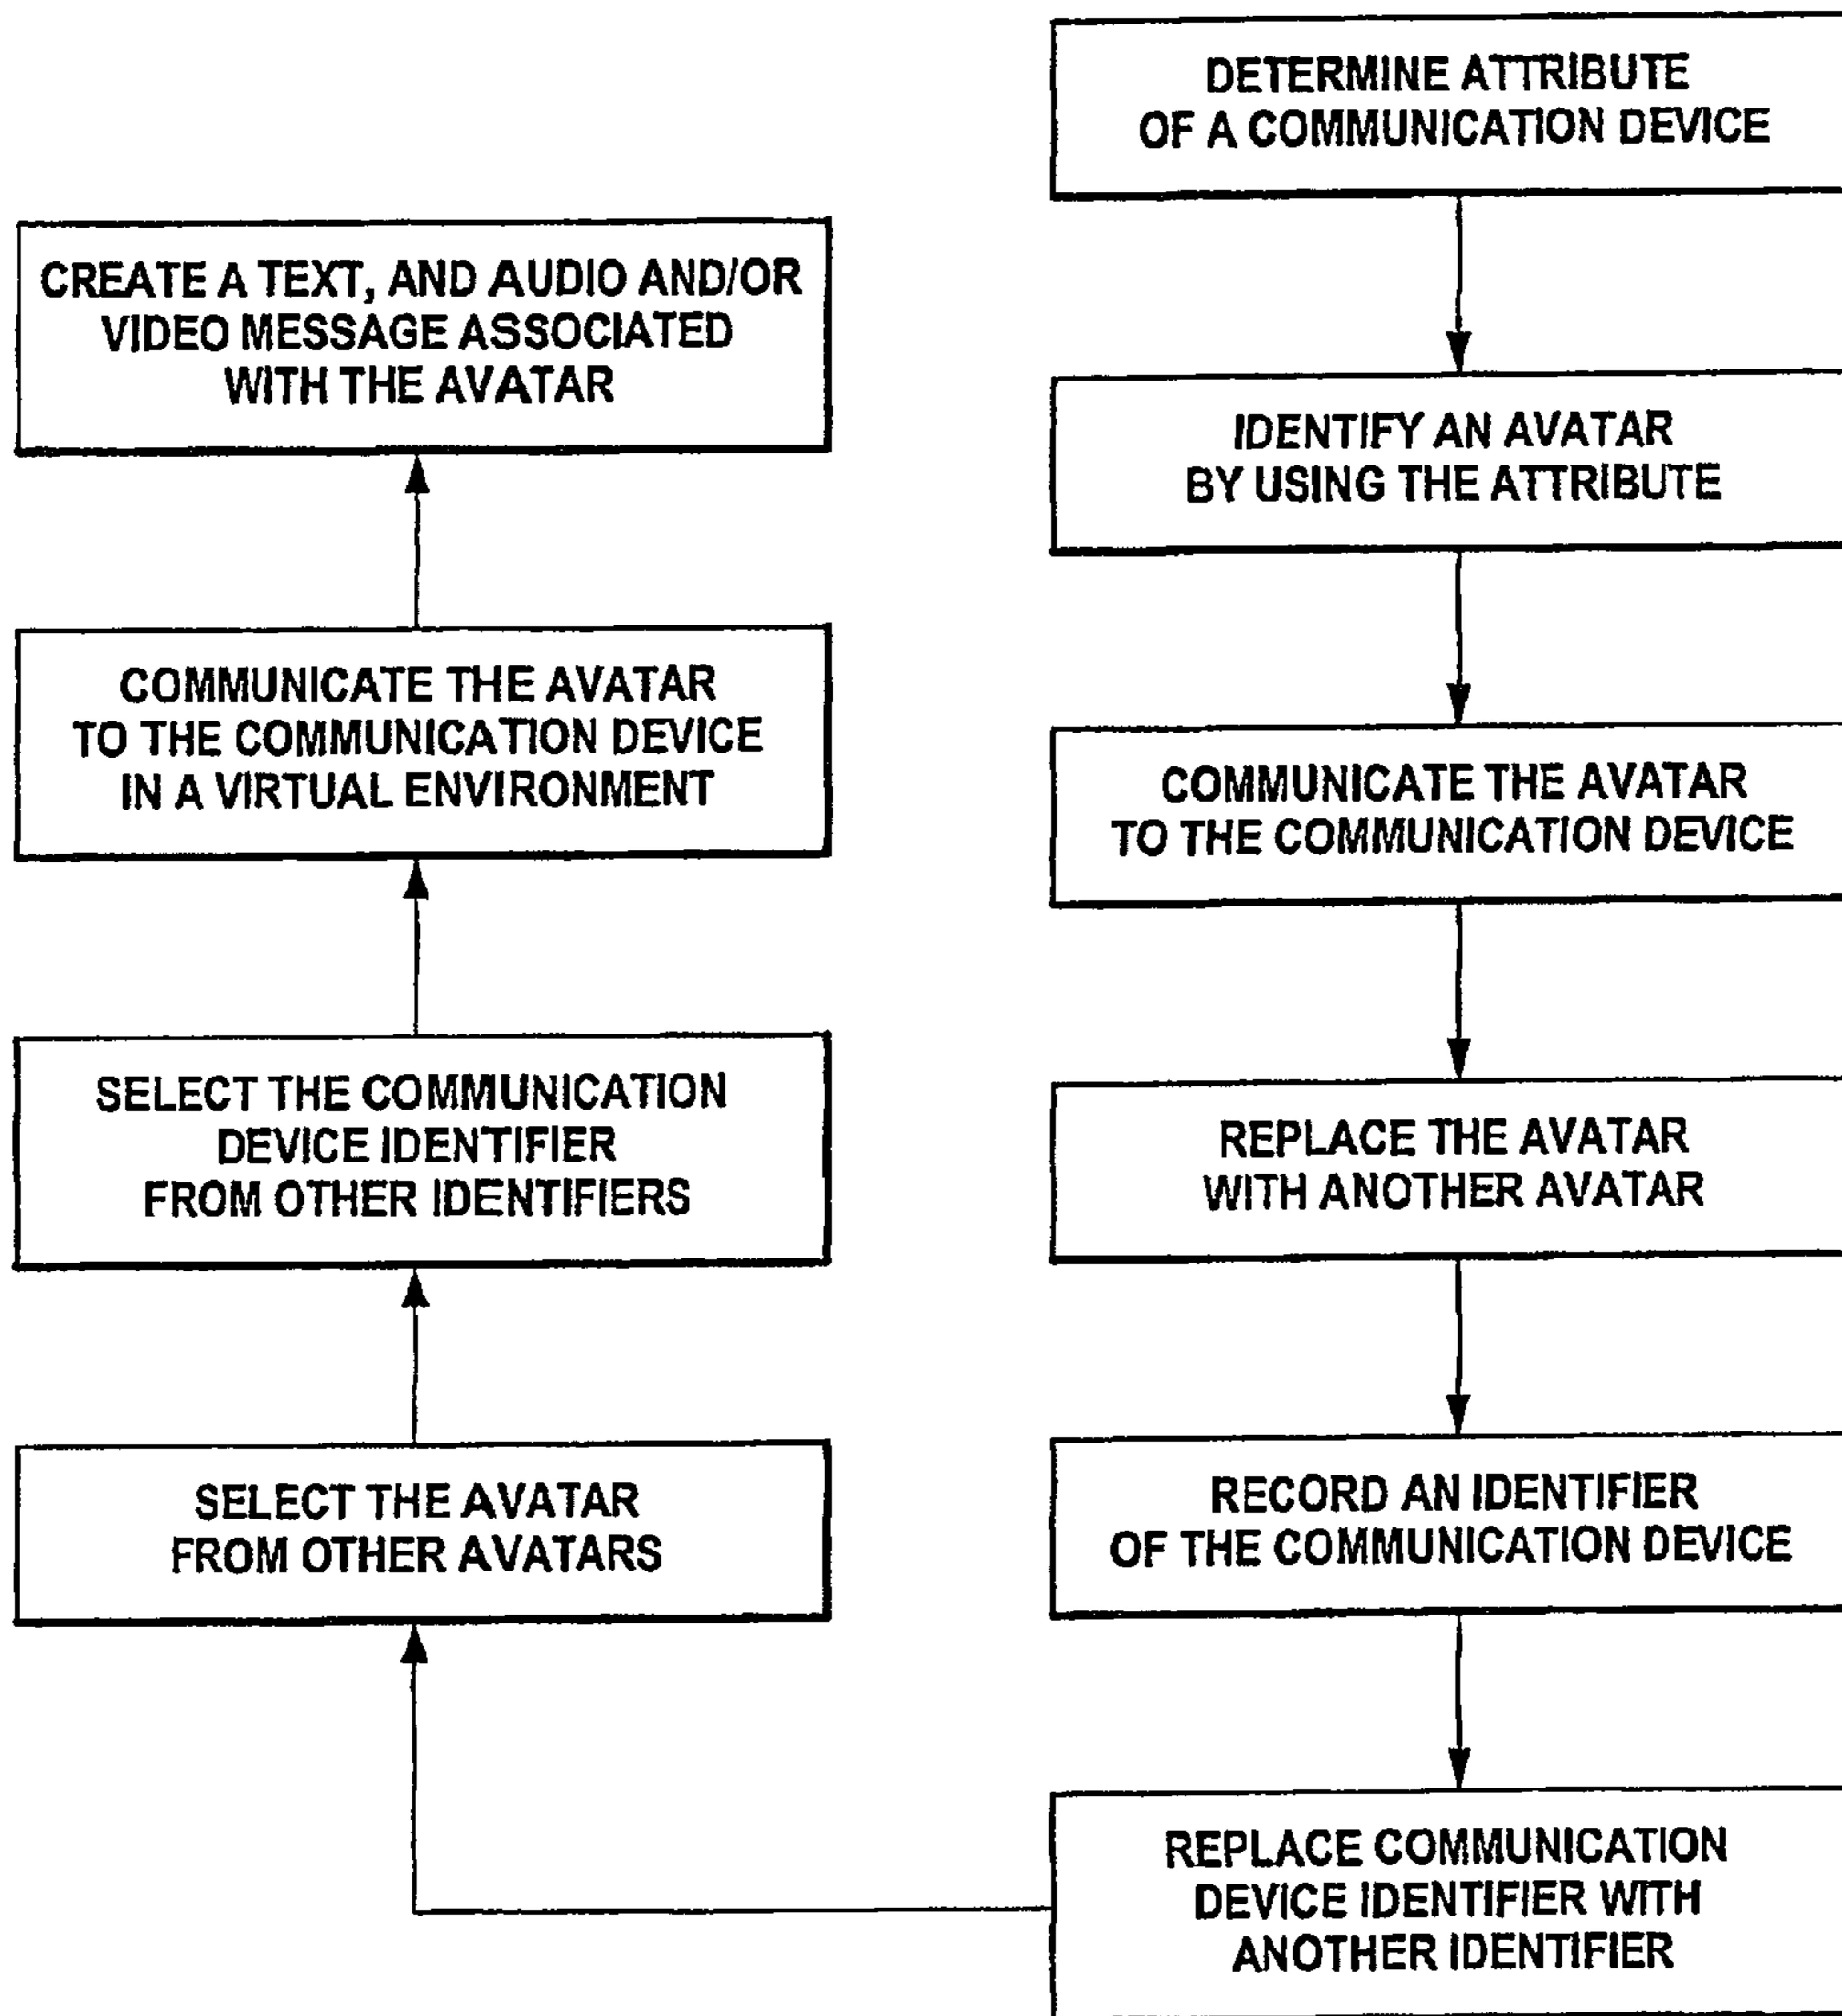 DETERMINE ATTRIBUTE
OF A COMMUNICATION DEVICE
IDENTIFY AN AVATAR
BY USING THE ATTRIBUTE
COMMUNICATE THE AVATAR
TO THE COMMUNICATION DEVICE
REPLACE THE AVATAR
WITH ANOTHER AVATAR
RECORD AN IDENTIFIER
OF THE COMMUNICATION DEVICE
REPLACE COMMUNICATION
DEVICE IDENTIFIER WITH
ANOTHER IDENTIFIER
SELECT THE AVATAR
FROM OTHER AVATARS
SELECT THE COMMUNICATION
DEVICE IDENTIFIER
FROM OTHER IDENTIFIERS
COMMUNICATE THE AVATAR
TO THE COMMUNICATION DEVICE
IN A VIRTUAL ENVIRONMENT
CREATE A TEXT, AND AUDIO AND/OR
VIDEO MESSAGE ASSOCIATED
WITH THE AVATAR